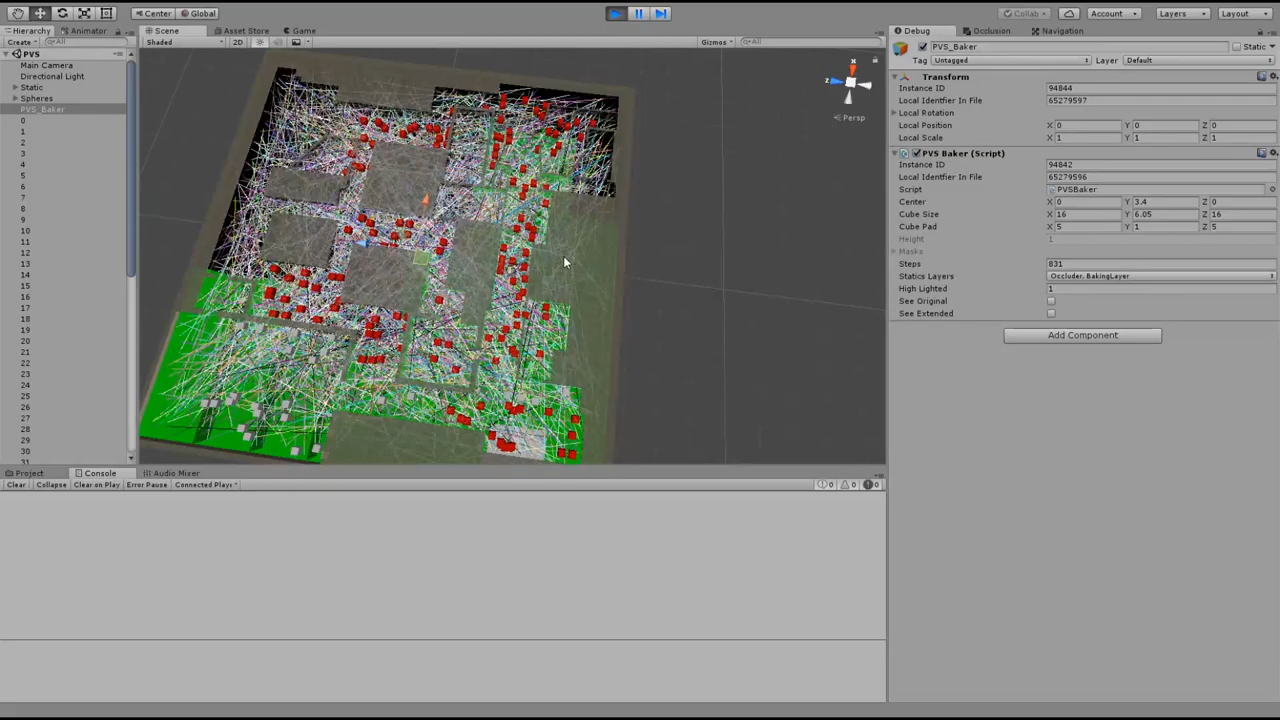 Center Global Collab Account Layers Layout
Hierarchy Animator Scene Asset Store Game Debug Occlusion Navigation
Create All Shaded 2D Gizmos All PVS_Baker Static
PVS
Tag Untagged Layer Default
Main Camera
Directional Light
Static
Spheres
PVS_Baker
0
1
2
3
4
5
6
7
8
9
10
11
12
13
14
15
16
17
18
19
20
21
22
23
24
25
26
27
28
29
30
31
x
z
Persp
Transform
Instance ID 94844
Local Identifier In File 65279597
Local Rotation
Local Position X 0 Y 0 Z 0
Local Scale X 1 Y 1 Z 1
PVS Baker (Script)
Instance ID 94842
Local Identfier In File 65279596
Script PVSBaker
Center X 0 Y 3.4 Z 0
Cube Size X 16 Y 6.05 Z 16
Cube Pad X 5 Y 1 Z 5
Height 1
Masks
Steps 831
Statics Layers Occluder, BakingLayer
High Lighted 1
See Original
See Extended
Add Component
Project Console Audio Mixer
Clear Collapse Clear on Play Error Pause Connected Playe 0 0 0